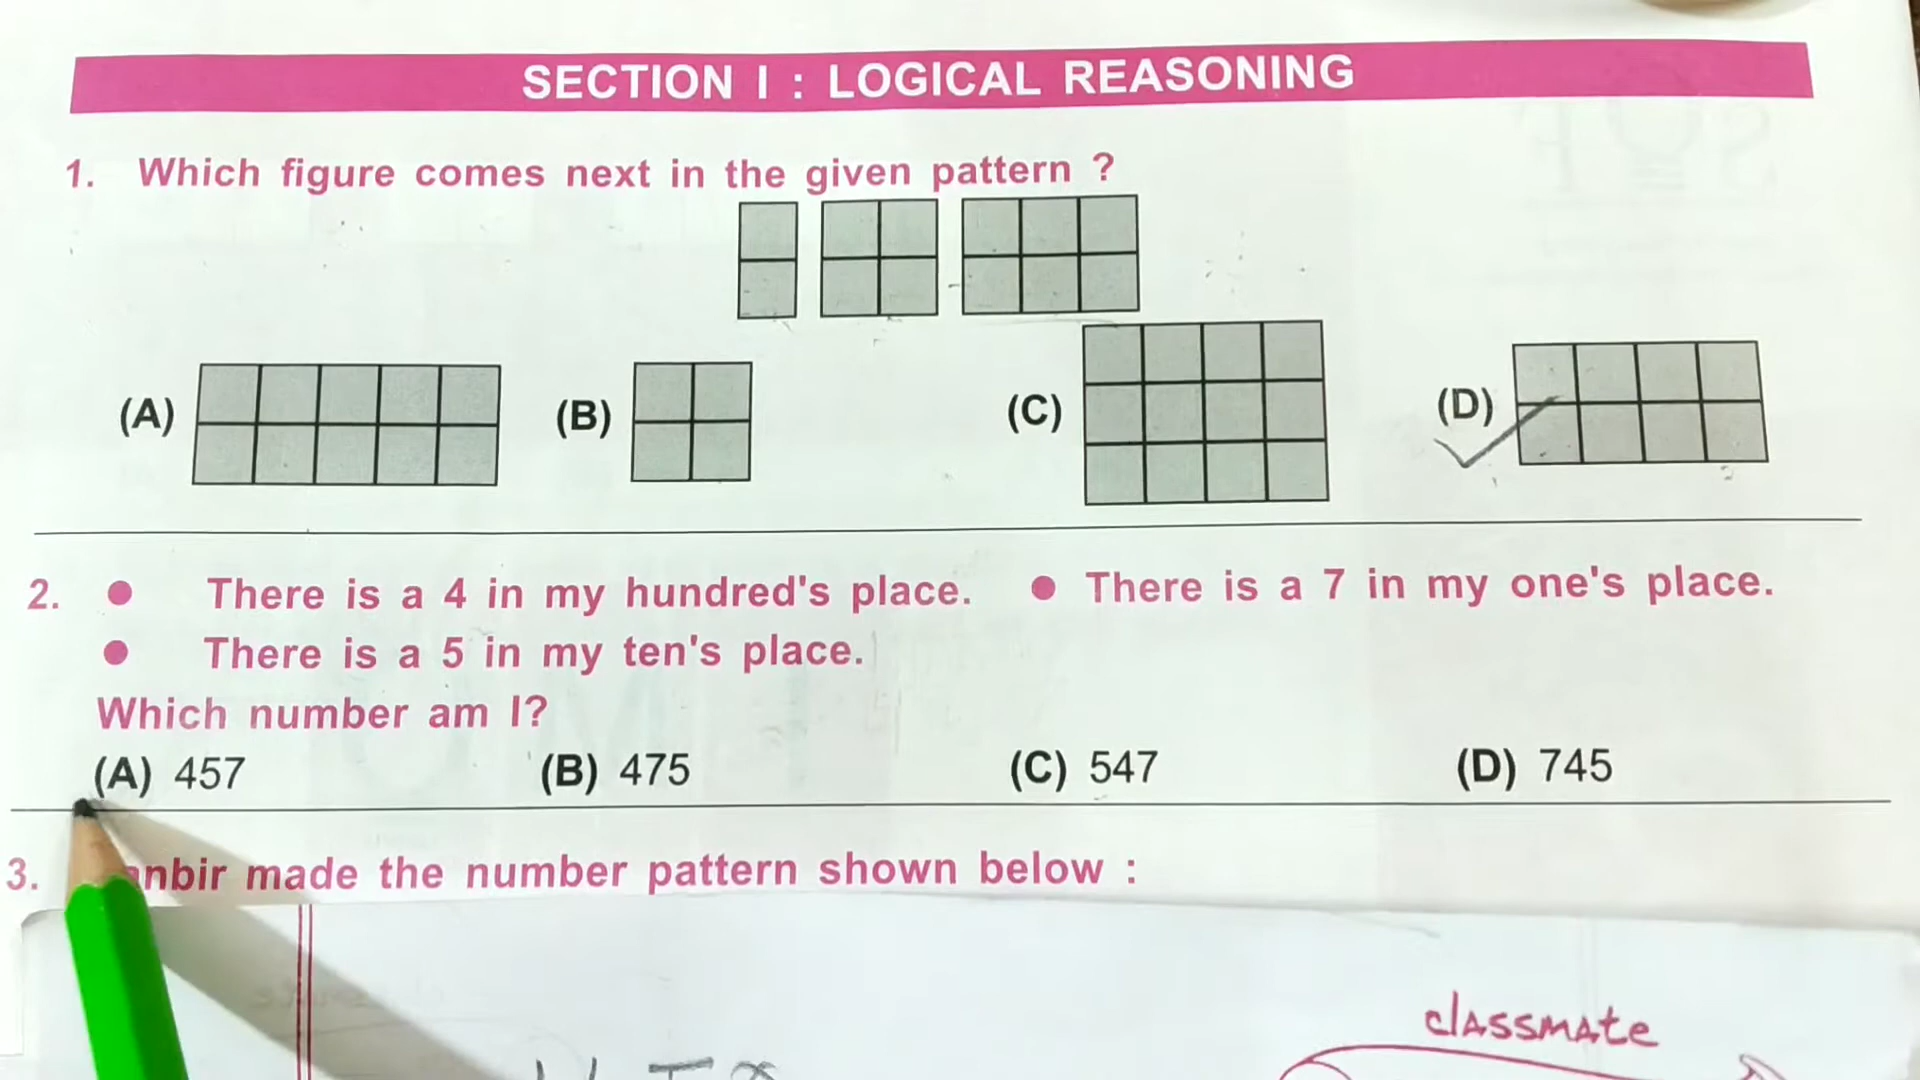 SECTION I : LOGICAL REASONING
1. Which figure comes next in the given pattern ?
(A) (B) (C) (D)
2. ● There is a 4 in my hundred's place. ● There is a 7 in my one's place.
● There is a 5 in my ten's place.
Which number am I?
(A) 457 (B) 475 (C) 547 (D) 745
3. made the number pattern shown below :
classmate